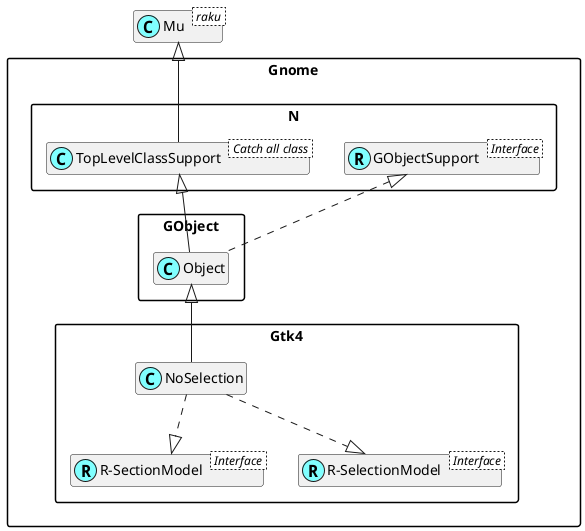 C Mu raku
Gnome
N
C TopLevelClassSupport Catch all class
R GObjectSupport Interface
GObject
C Object
Gtk4
C NoSelection
R R-SectionModel Interface
R R-SelectionModel Interface